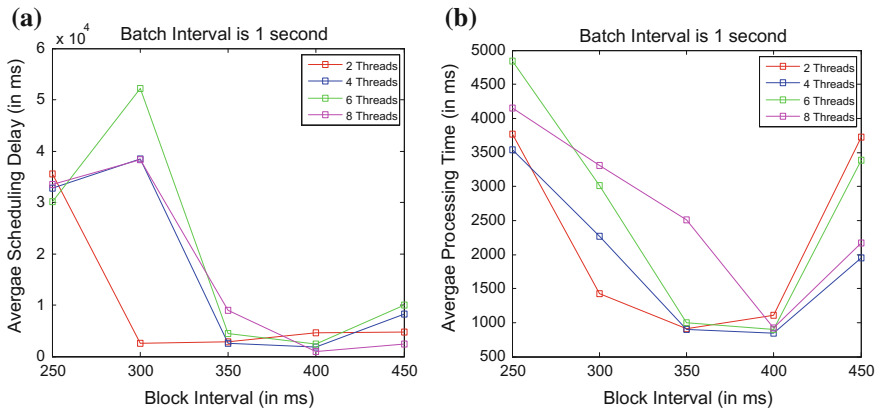 (a)
x 10⁴
Batch Interval is 1 second
6
5
4
3
2
1
0
Avergae Scheduling Delay (in ms)
2 Threads
4 Threads
6 Threads
8 Threads
250
300
350
400
450
Block Interval (in ms)
(b)
Batch Interval is 1 second
5000
4500
4000
3500
3000
2500
2000
1500
1000
500
Avergae Processing Time (in ms)
2 Threads
4 Threads
6 Threads
8 Threads
250
300
350
400
450
Block Interval (in ms)